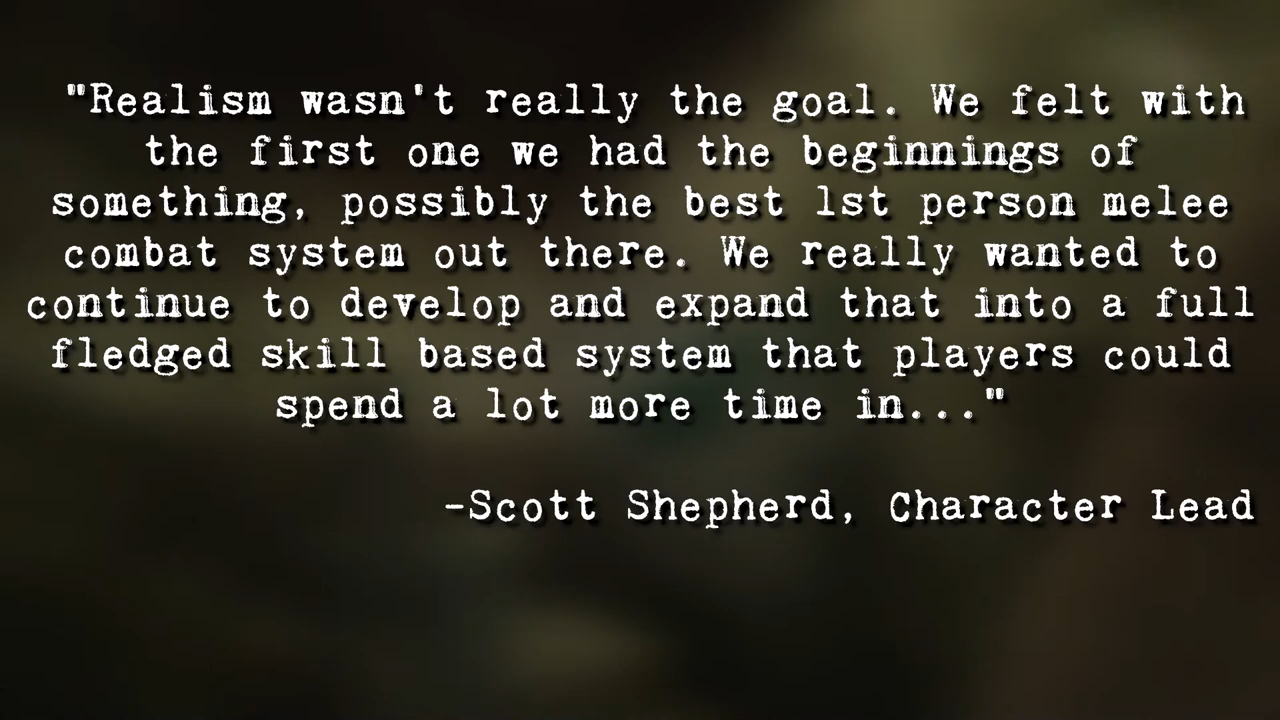 "Realism wasn't really the goal. We felt with
the first one we had the beginnings of
something, possibly the best 1st person melee
combat system out there. We really wanted to
continue to develop and expand that into a full
fledged skill based system that players could
spend a lot more time in..."
-Scott Shepherd, Character Lead